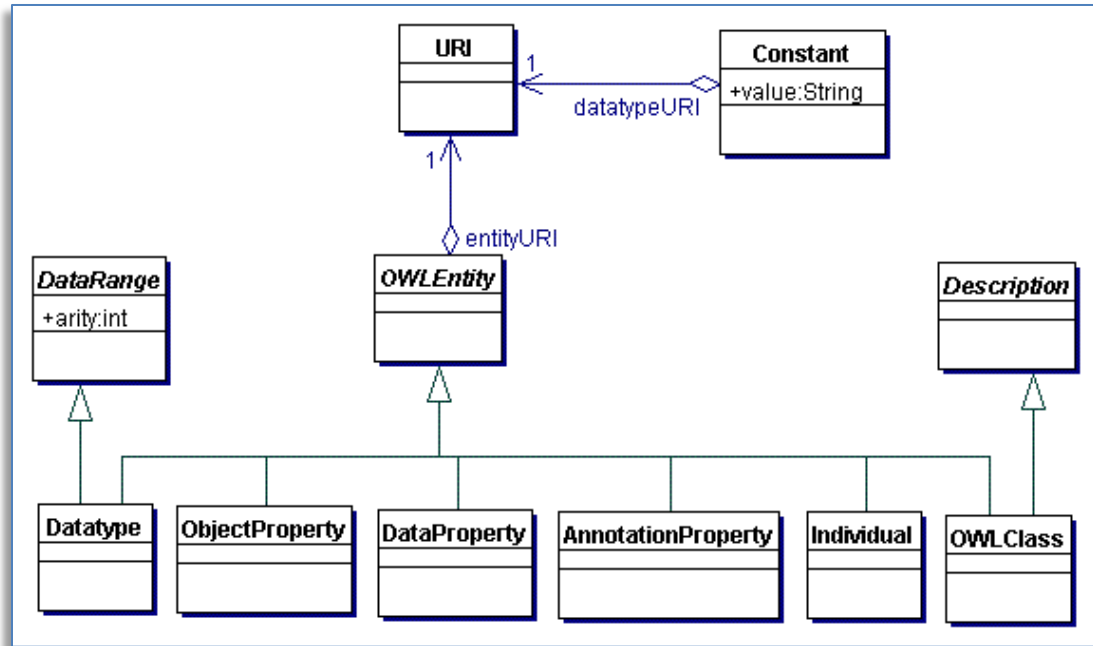 URI
Constant
+value:String
1
datatypeURI
1
entityURI
DataRange
+arity:int
OWLEntity
Description
Datatype
ObjectProperty
DataProperty
AnnotationProperty
Individual
OWLClass